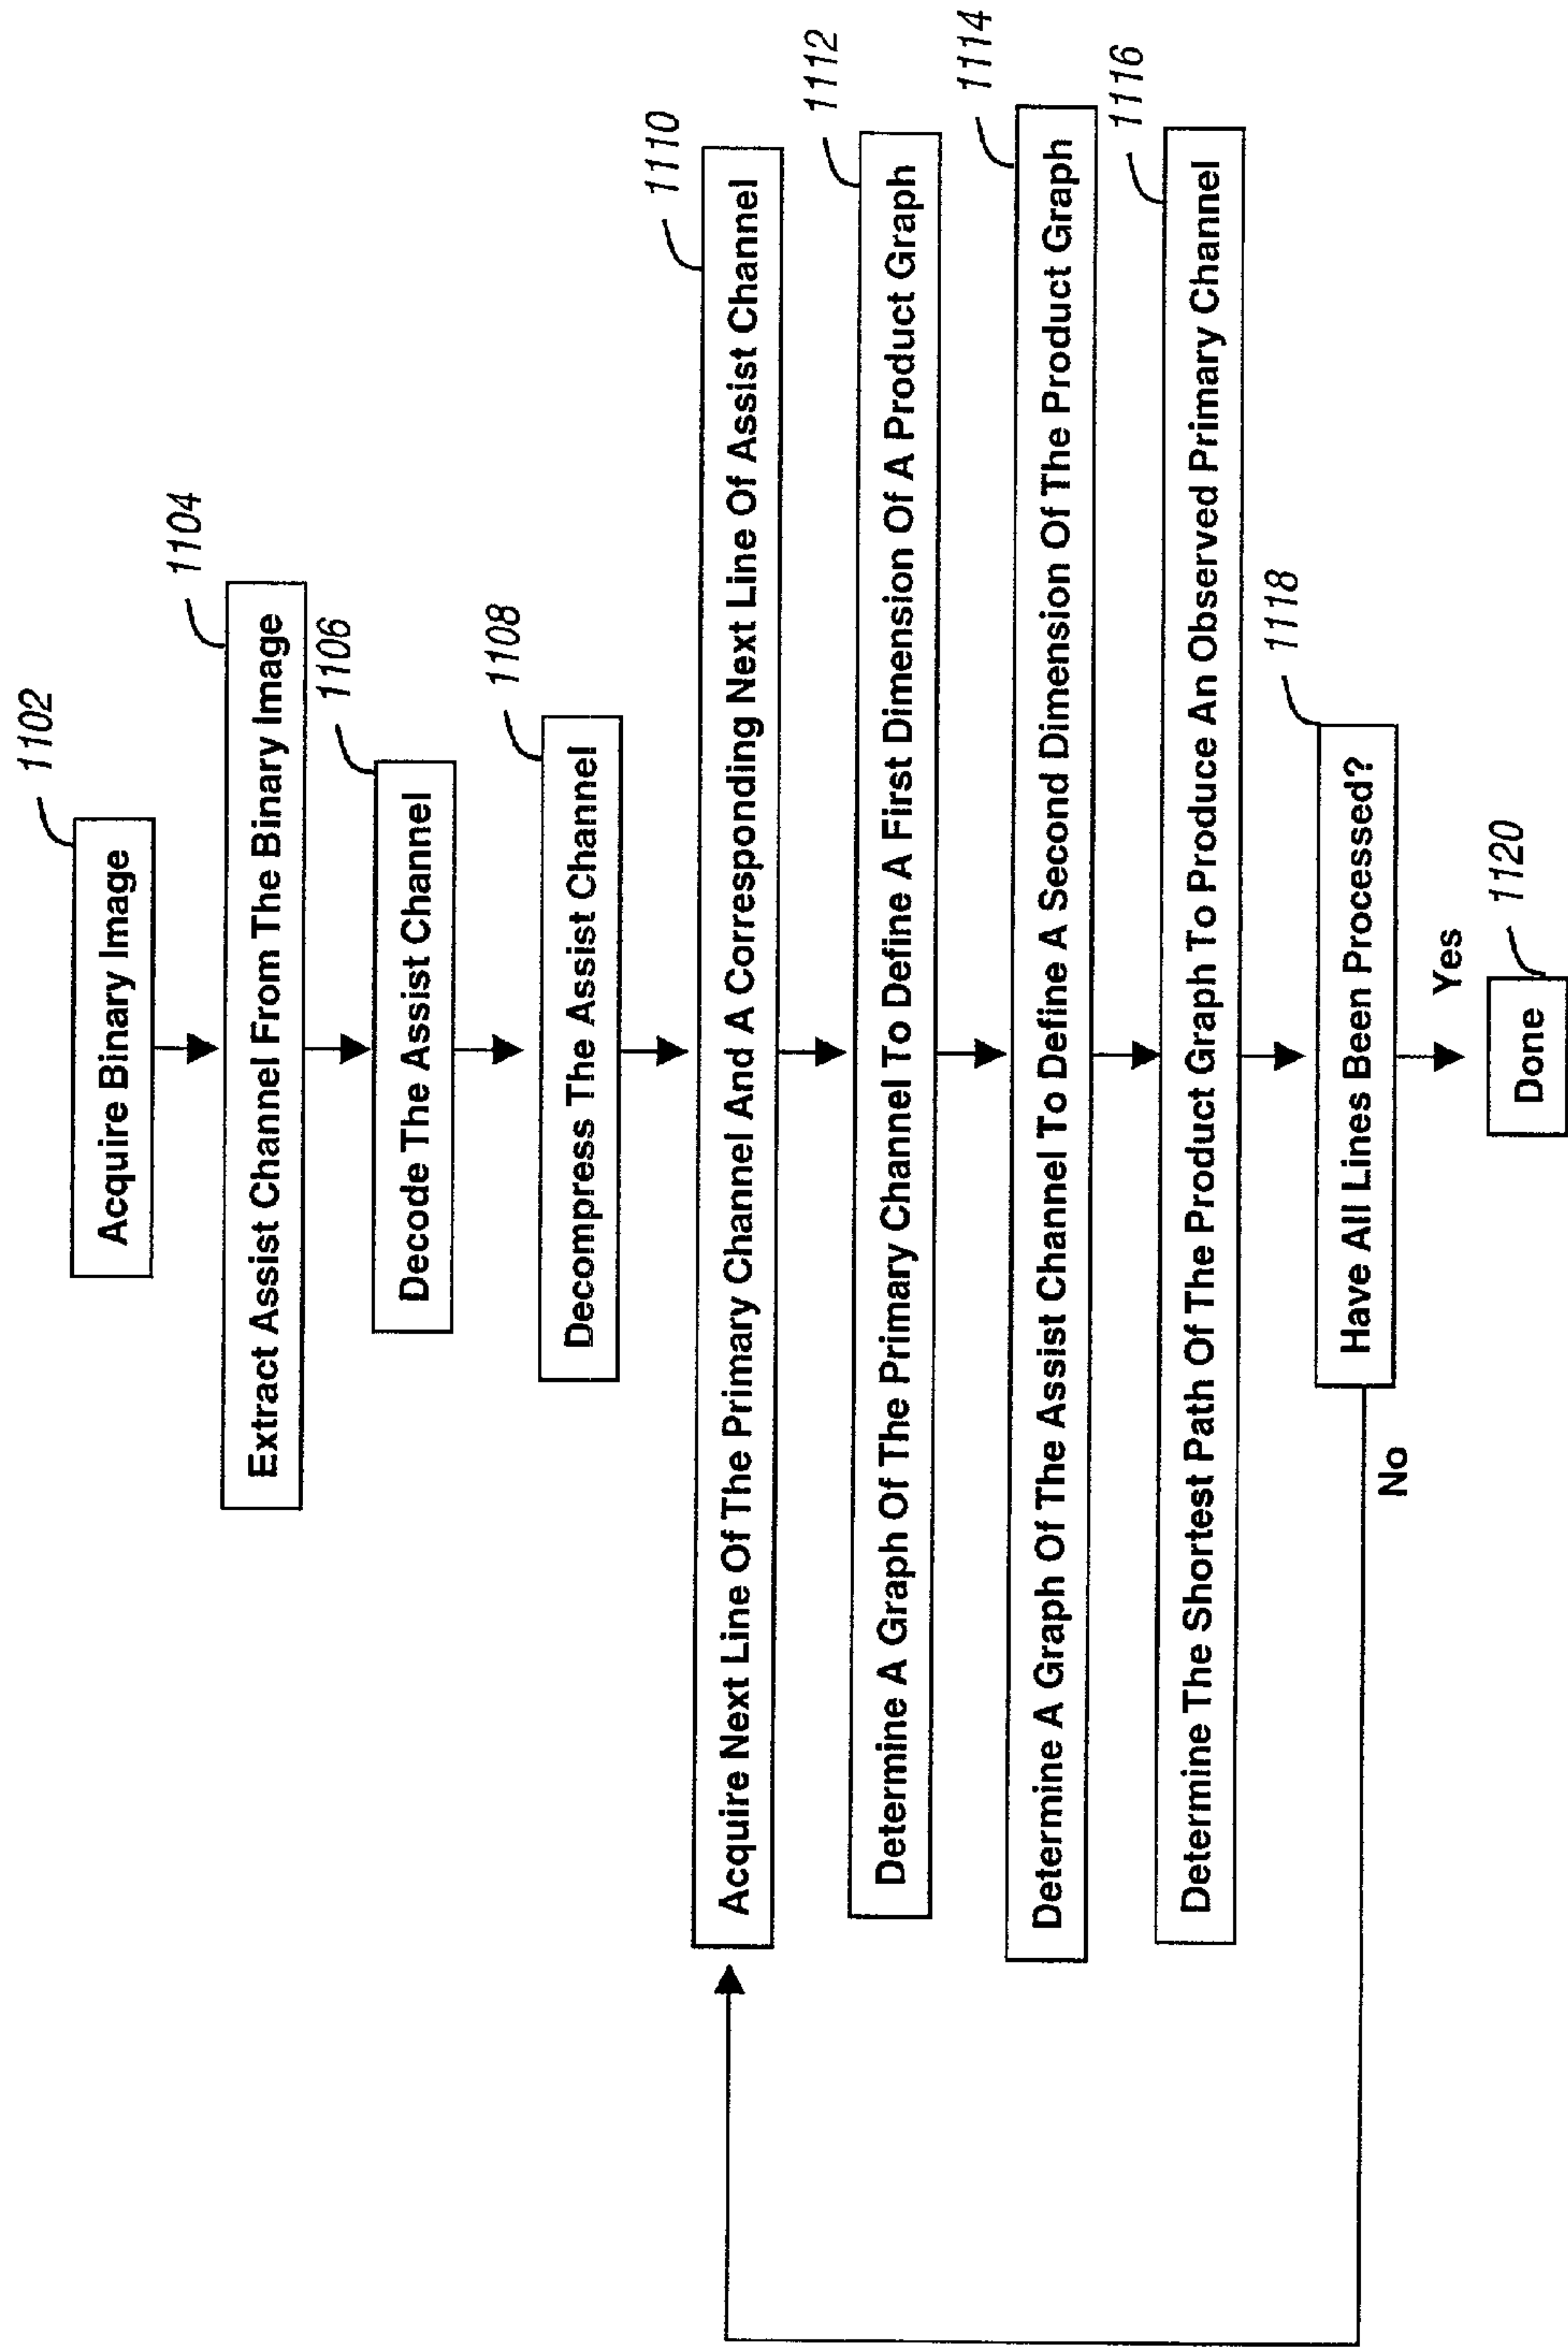 1102
Acquire Binary Image
1104
Extract Assist Channel From The Binary Image
1106
Decode The Assist Channel
1108
Decompress The Assist Channel
1110
Acquire Next Line Of The Primary Channel And A Corresponding Next Line Of Assist Channel
1112
Determine A Graph Of The Primary Channel To Define A First Dimension Of A Product Graph
1114
Determine A Graph Of The Assist Channel To Define A Second Dimension Of The Product Graph
1116
Determine The Shortest Path Of The Product Graph To Produce An Observed Primary Channel
1118
Have All Lines Been Processed?
No
Yes
1120
Done